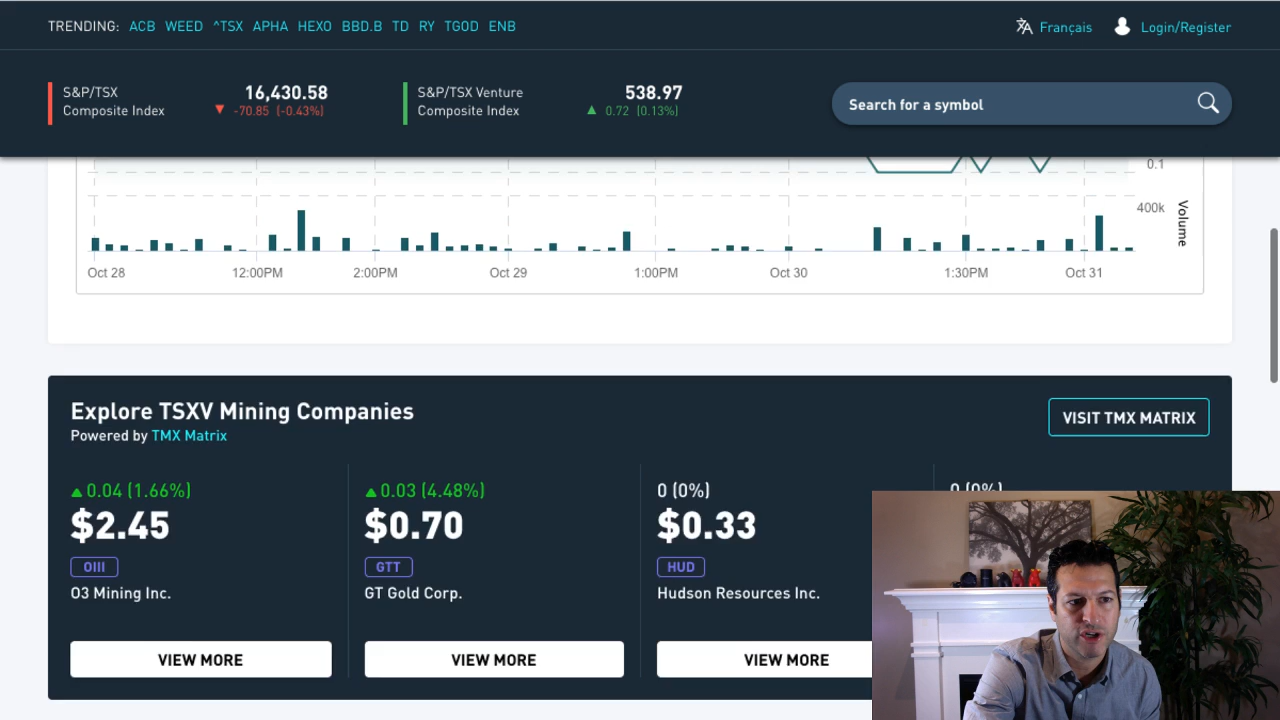 TRENDING: ACB WEED ^TSX APHA HEXO BBD.B TD RY TGOD ENB
Français Login/Register
S&P/TSX
Composite Index
16,430.58
▼ -70.85 (-0.43%)
S&P/TSX Venture
Composite Index
538.97
▲ 0.72 (0.13%)
Search for a symbol
0.1
400k
Volume
Oct 28 12:00PM 2:00PM Oct 29 1:00PM Oct 30 1:30PM Oct 31
Explore TSXV Mining Companies
Powered by TMX Matrix
VISIT TMX MATRIX
▲0.04 (1.66%)
$2.45
OIII
O3 Mining Inc.
VIEW MORE
▲0.03 (4.48%)
$0.70
GTT
GT Gold Corp.
VIEW MORE
0 (0%)
$0.33
HUD
Hudson Resources Inc.
VIEW MORE
0 (0%)